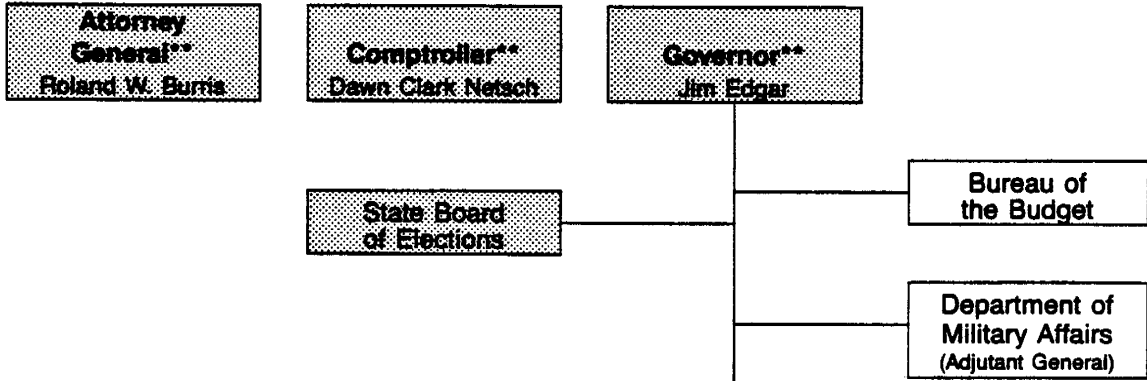 Attorney
General**
Roland W. Burris
Comptroller**
Dawn Clark Netsch
Governor**
Jim Edgar
State Board
of Elections
Bureau of
the Budget
Department of
Military Affairs
(Adjutant General)